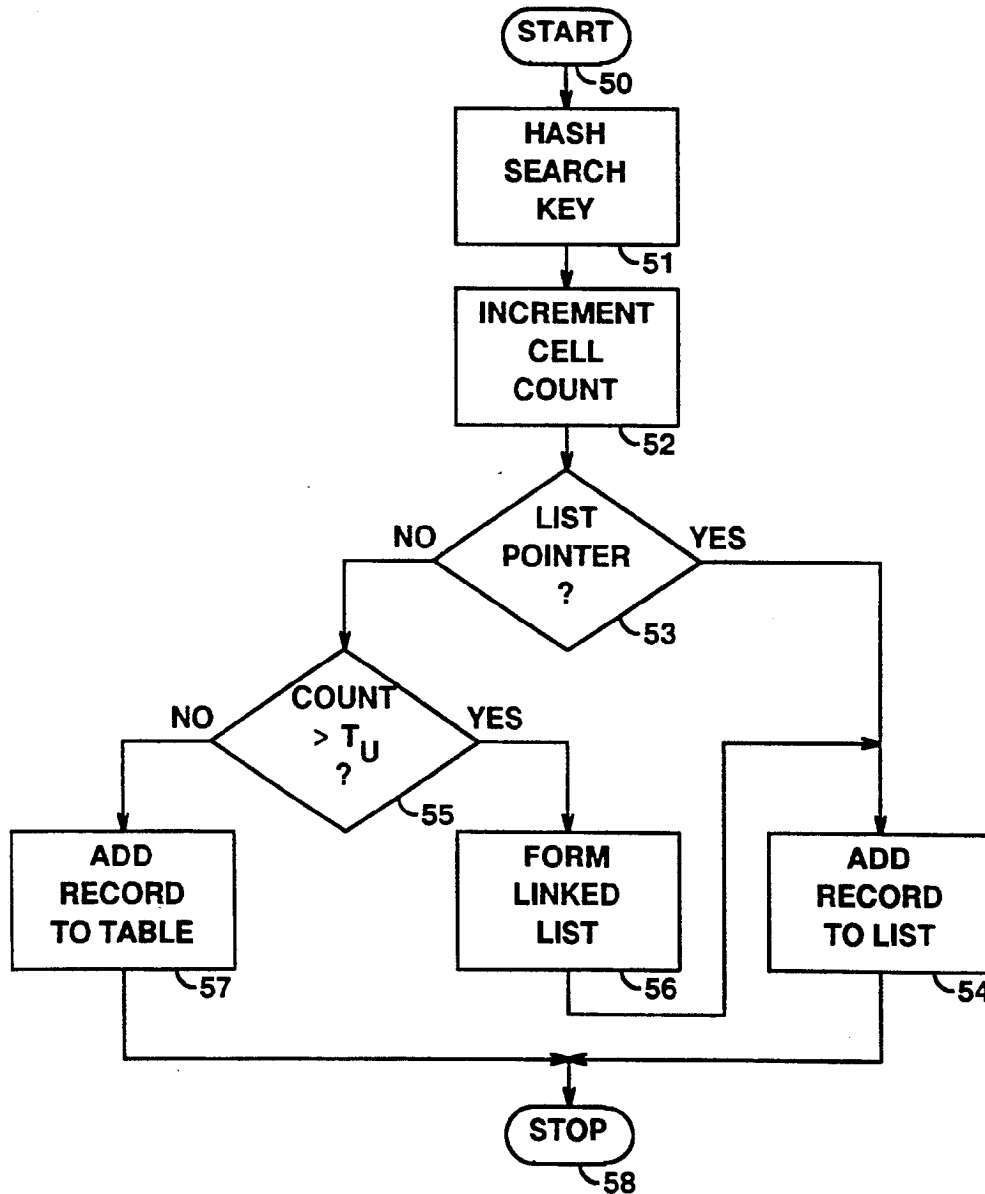 START
50
HASH
SEARCH
KEY
51
INCREMENT
CELL
COUNT
52
LIST
POINTER
?
NO
YES
53
COUNT
> TU
?
NO
YES
55
ADD
RECORD
TO TABLE
57
FORM
LINKED
LIST
56
ADD
RECORD
TO LIST
54
STOP
58